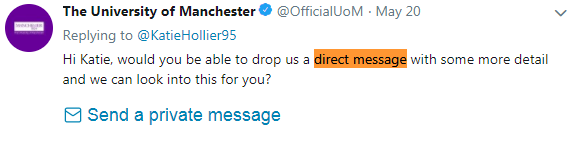 The University of Manchester @OfficialUoM · May 20
Replying to @KatieHollier95
Hi Katie, would you be able to drop us a direct message with some more detail
and we can look into this for you?
Send a private message